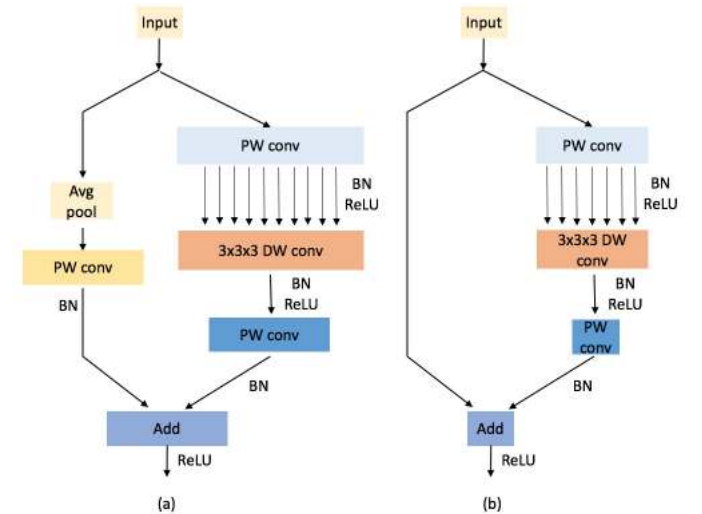 Input
PW conv
BN
ReLU
Avg
pool
3x3x3 DW conv
PW conv
BN
BN
ReLU
PW conv
BN
Add
ReLU
(a)
Input
PW conv
BN
ReLU
3x3x3 DW
conv
BN
ReLU
PW
conv
BN
Add
ReLU
(b)